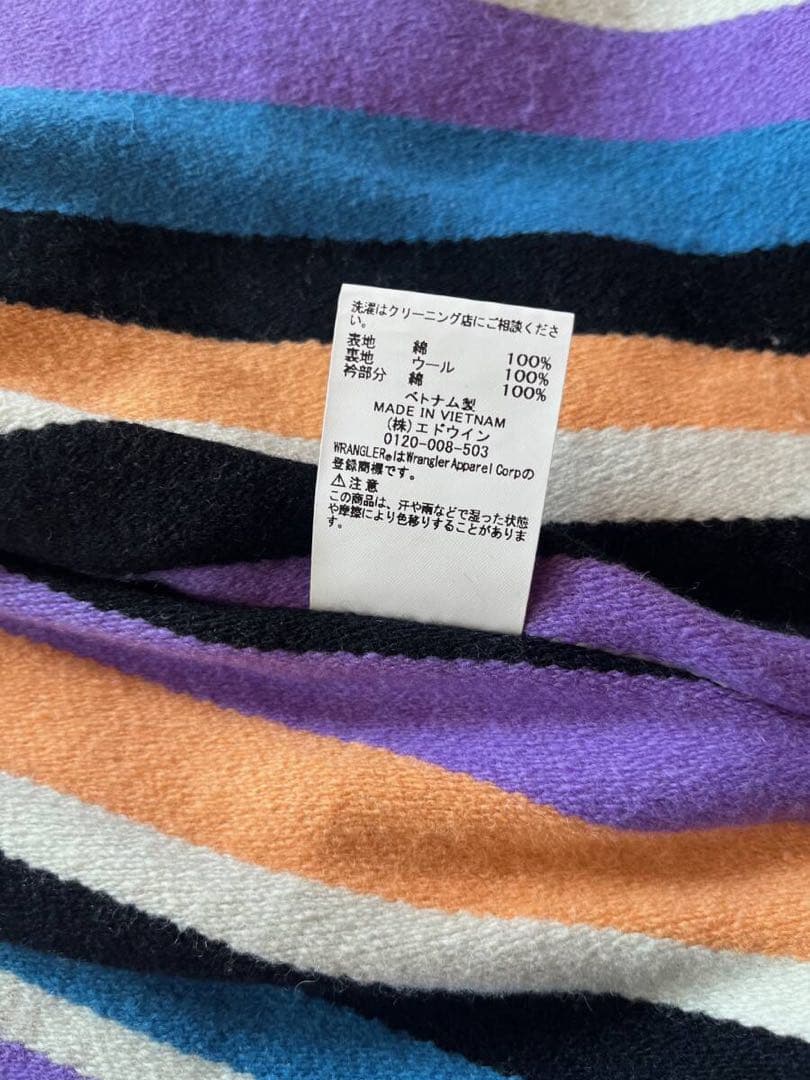 洗濯はクリーニング店にご相談くださ
い。
表地 綿 100%
裏地 ウール 100%
衿部分 綿 100%
ベトナム製
MADE IN VIETNAM
(株)エドウイン
0120-008-503
WRANGLER®はWrangler Apparel Corpの
登録商標です。
⚠注意
この商品は、汗や雨などで湿った状態
や摩擦により色移りすることがありま
す。